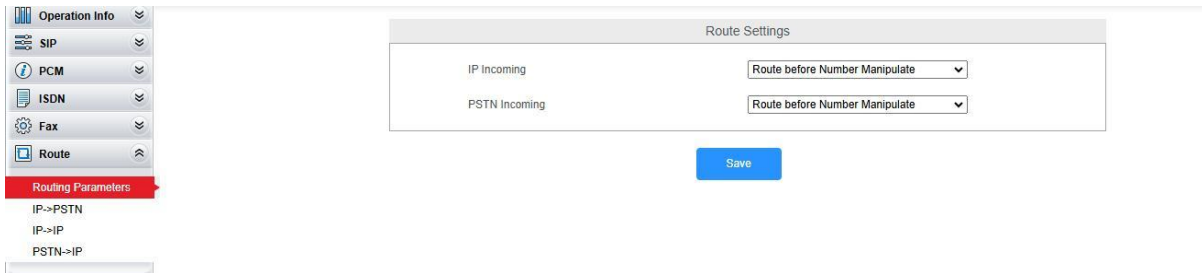 Operation Info
SIP
PCM
ISDN
Fax
Route
Routing Parameters
IP->PSTN
IP->IP
PSTN->IP
Route Settings
IP Incoming Route before Number Manipulate
PSTN Incoming Route before Number Manipulate
Save